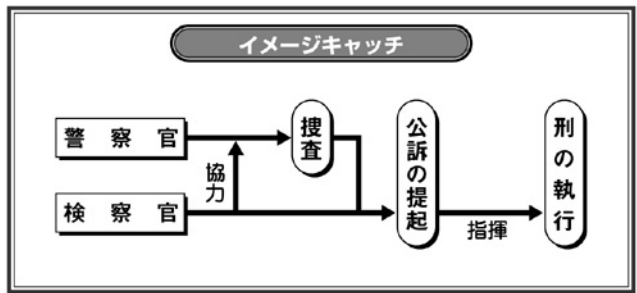 イメージキャッチ
警察官
捜査
協力
検察官
公訴の提起
指揮
刑の執行